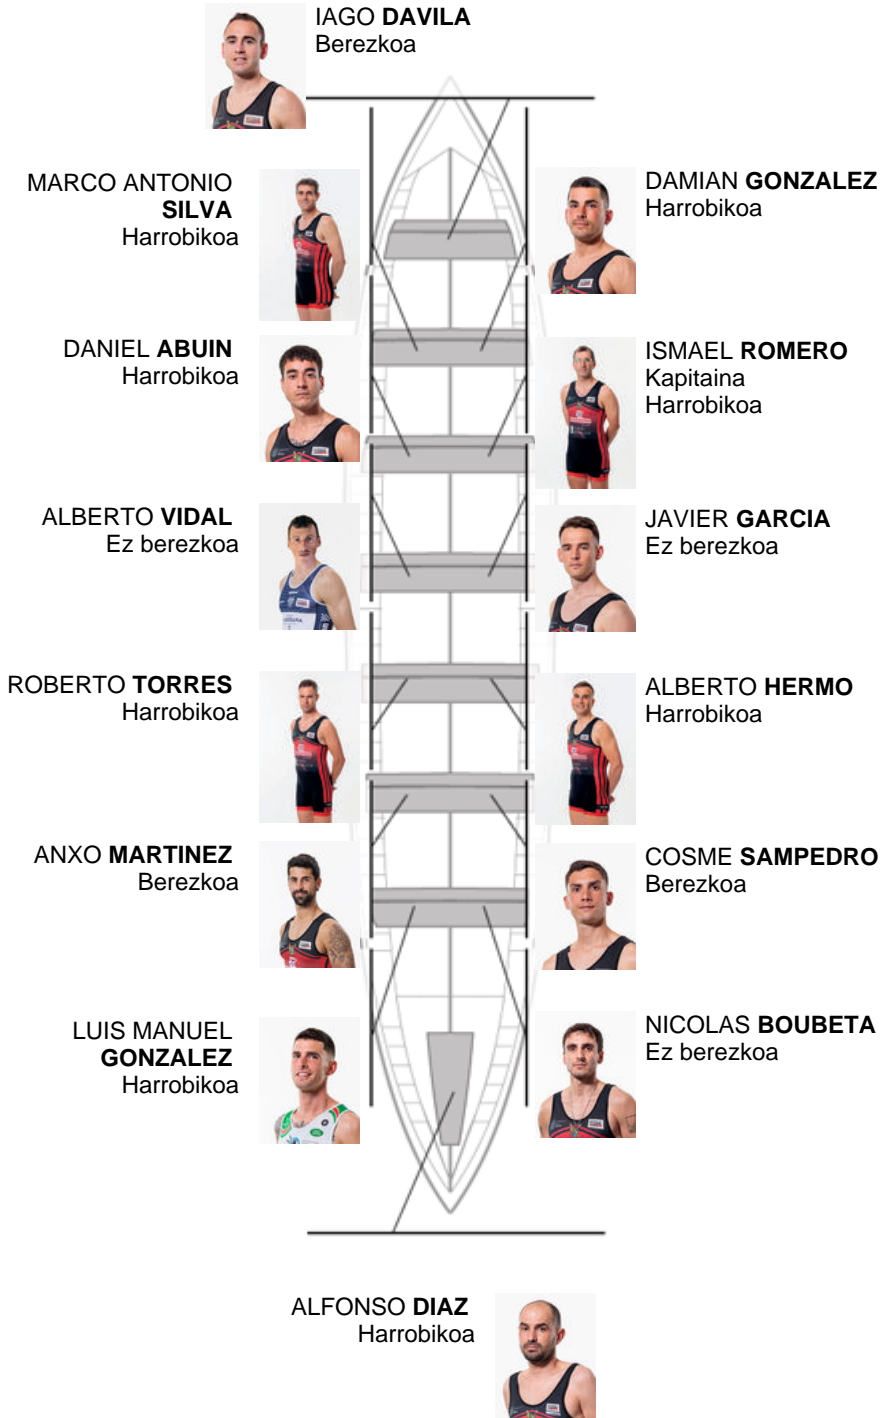 IAGO DAVILA
Berezkoa
MARCO ANTONIO
SILVA
Harrobikoa
DAMIAN GONZALEZ
Harrobikoa
DANIEL ABUIN
Harrobikoa
ISMAEL ROMERO
Kapitaina
Harrobikoa
ALBERTO VIDAL
Ez berezkoa
JAVIER GARCIA
Ez berezkoa
ROBERTO TORRES
Harrobikoa
ALBERTO HERMO
Harrobikoa
ANXO MARTINEZ
Berezkoa
COSME SAMPEDRO
Berezkoa
LUIS MANUEL
GONZALEZ
Harrobikoa
NICOLAS BOUBETA
Ez berezkoa
ALFONSO DIAZ
Harrobikoa